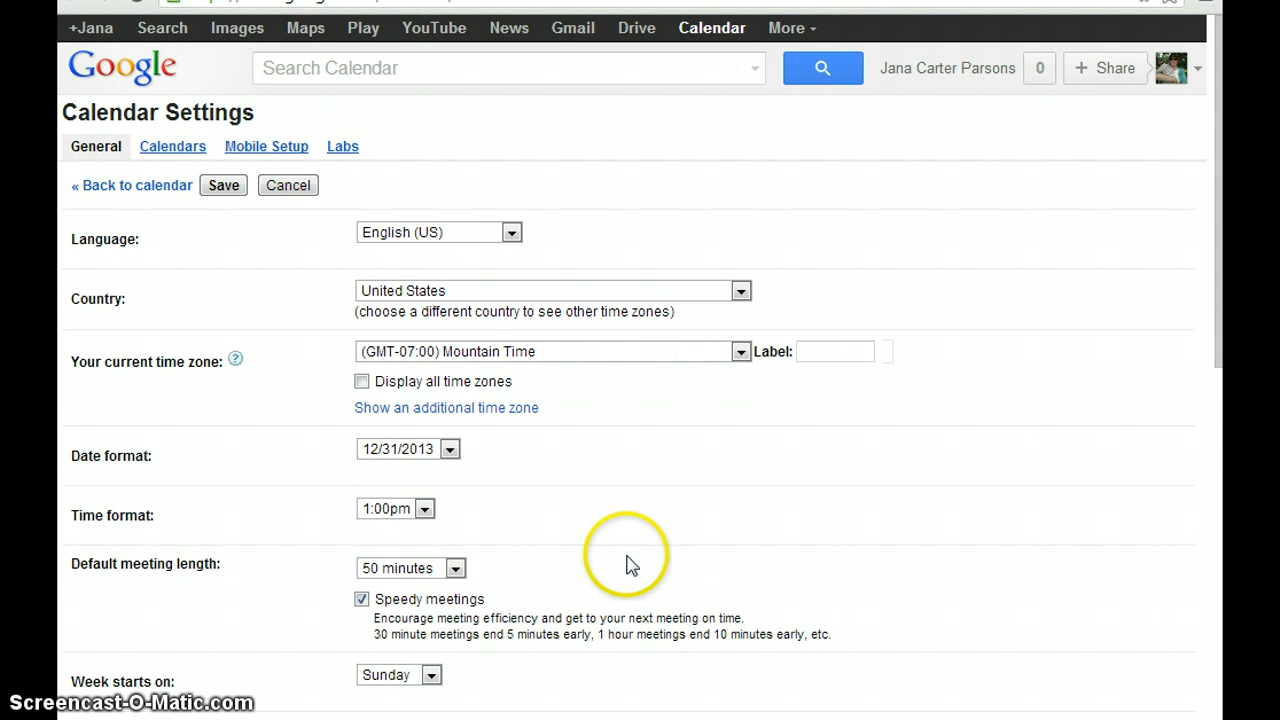 +Jana Search Images Maps Play YouTube News Gmail Drive Calendar More
Google Search Calendar Jana Carter Parsons 0 + Share
Calendar Settings
General Calendars Mobile Setup Labs
« Back to calendar Save Cancel
Language: English (US)
Country: United States
(choose a different country to see other time zones)
Your current time zone: ? (GMT-07:00) Mountain Time Label:
Display all time zones
Show an additional time zone
Date format: 12/31/2013
Time format: 1:00pm
Default meeting length: 50 minutes
Speedy meetings
Encourage meeting efficiency and get to your next meeting on time.
30 minute meetings end 5 minutes early, 1 hour meetings end 10 minutes early, etc.
Week starts on: Sunday
Screencast-O-Matic.com